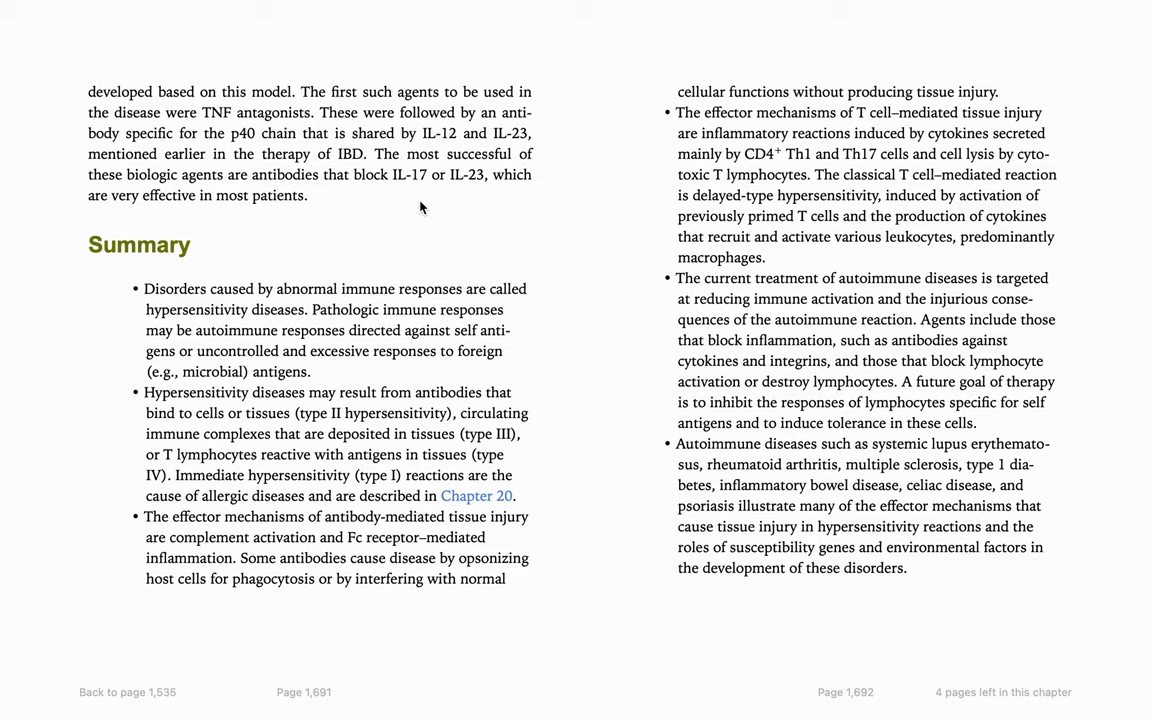 developed based on this model. The first such agents to be used in
the disease were TNF antagonists. These were followed by an anti-
body specific for the p40 chain that is shared by IL-12 and IL-23,
mentioned earlier in the therapy of IBD. The most successful of
these biologic agents are antibodies that block IL-17 or IL-23, which
are very effective in most patients.
Summary
• Disorders caused by abnormal immune responses are called
hypersensitivity diseases. Pathologic immune responses
may be autoimmune responses directed against self anti-
gens or uncontrolled and excessive responses to foreign
(e.g., microbial) antigens.
• Hypersensitivity diseases may result from antibodies that
bind to cells or tissues (type II hypersensitivity), circulating
immune complexes that are deposited in tissues (type III),
or T lymphocytes reactive with antigens in tissues (type
IV). Immediate hypersensitivity (type I) reactions are the
cause of allergic diseases and are described in Chapter 20.
• The effector mechanisms of antibody-mediated tissue injury
are complement activation and Fc receptor–mediated
inflammation. Some antibodies cause disease by opsonizing
host cells for phagocytosis or by interfering with normal
cellular functions without producing tissue injury.
• The effector mechanisms of T cell–mediated tissue injury
are inflammatory reactions induced by cytokines secreted
mainly by CD4⁺ Th1 and Th17 cells and cell lysis by cyto-
toxic T lymphocytes. The classical T cell–mediated reaction
is delayed-type hypersensitivity, induced by activation of
previously primed T cells and the production of cytokines
that recruit and activate various leukocytes, predominantly
macrophages.
• The current treatment of autoimmune diseases is targeted
at reducing immune activation and the injurious conse-
quences of the autoimmune reaction. Agents include those
that block inflammation, such as antibodies against
cytokines and integrins, and those that block lymphocyte
activation or destroy lymphocytes. A future goal of therapy
is to inhibit the responses of lymphocytes specific for self
antigens and to induce tolerance in these cells.
• Autoimmune diseases such as systemic lupus erythemato-
sus, rheumatoid arthritis, multiple sclerosis, type 1 dia-
betes, inflammatory bowel disease, celiac disease, and
psoriasis illustrate many of the effector mechanisms that
cause tissue injury in hypersensitivity reactions and the
roles of susceptibility genes and environmental factors in
the development of these disorders.
Back to page 1,535
Page 1,691
Page 1,692
4 pages left in this chapter